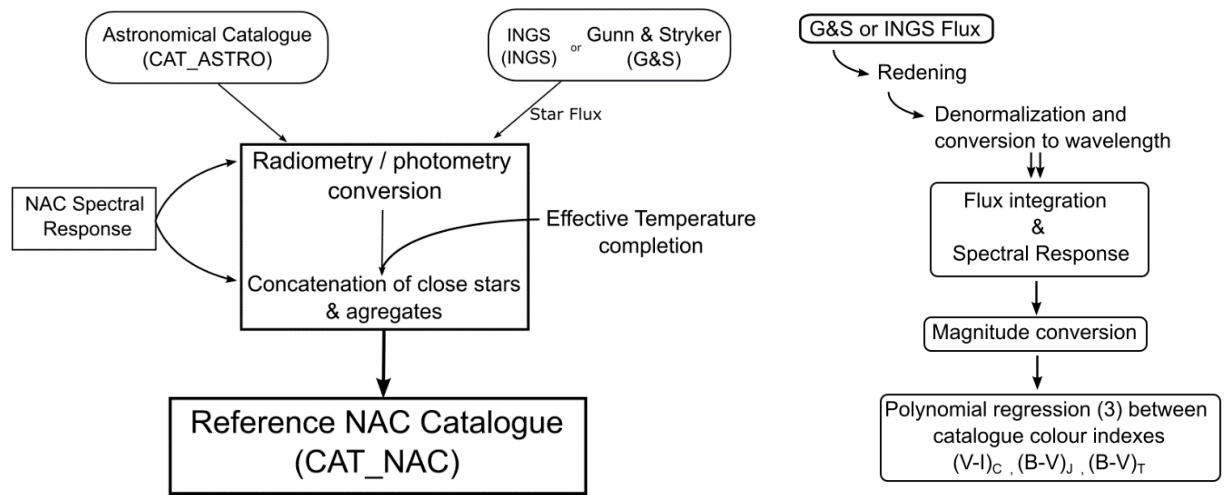 Astronomical Catalogue
(CAT_ASTRO)
INGS or Gunn & Stryker
(INGS) (G&S)
Star Flux
Radiometry / photometry
conversion
NAC Spectral
Response
Effective Temperature
completion
Concatenation of close stars
& agregates
Reference NAC Catalogue
(CAT_NAC)
G&S or INGS Flux
Redening
Denormalization and
conversion to wavelength
Flux integration
&
Spectral Response
Magnitude conversion
Polynomial regression (3) between
catalogue colour indexes
(V-I)C , (B-V)J , (B-V)T